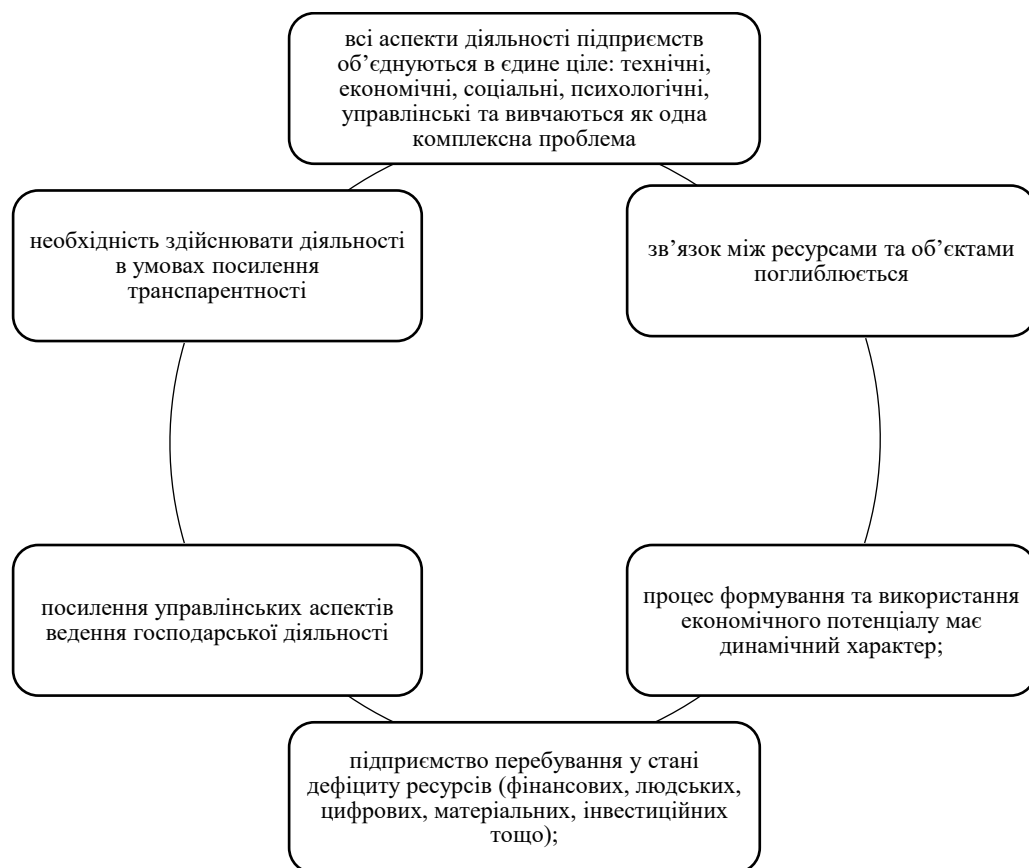 всі аспекти діяльності підприємств
об’єднуються в єдине ціле: технічні,
економічні, соціальні, психологічні,
управлінські та вивчаються як одна
комплексна проблема
зв’язок між ресурсами та об’єктами
поглиблюється
процес формування та використання
економічного потенціалу має
динамічний характер;
підприємство перебування у стані
дефіциту ресурсів (фінансових, людських,
цифрових, матеріальних, інвестиційних
тощо);
посилення управлінських аспектів
ведення господарської діяльності
необхідність здійснювати діяльності
в умовах посилення
транспарентності